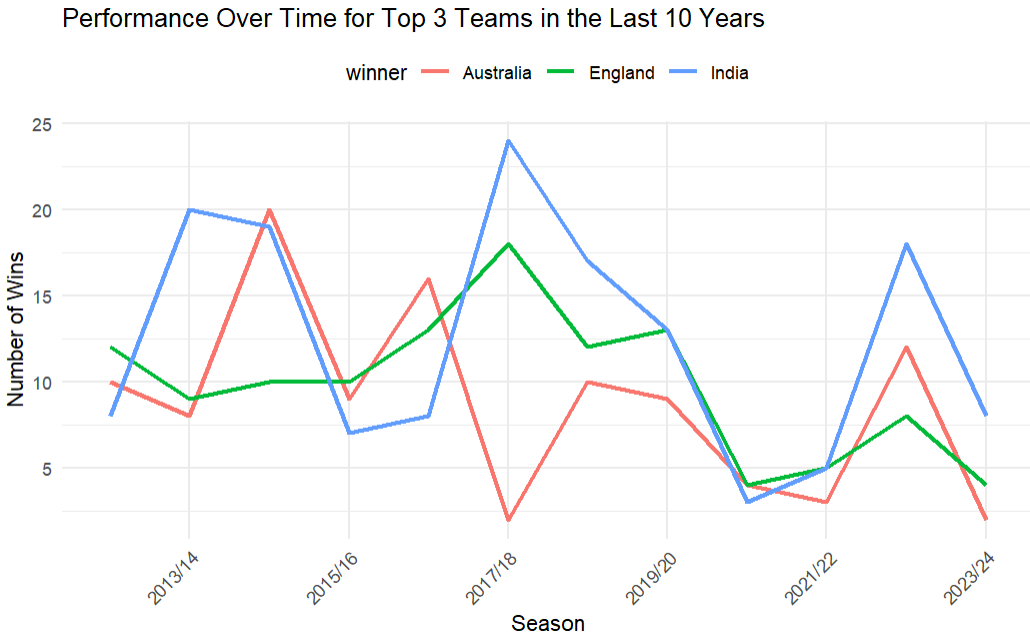 Performance Over Time for Top 3 Teams in the Last 10 Years
winner Australia England India
25
20
15
10
5
Number of Wins
2013/14 2015/16 2017/18 2019/20 2021/22 2023/24
Season